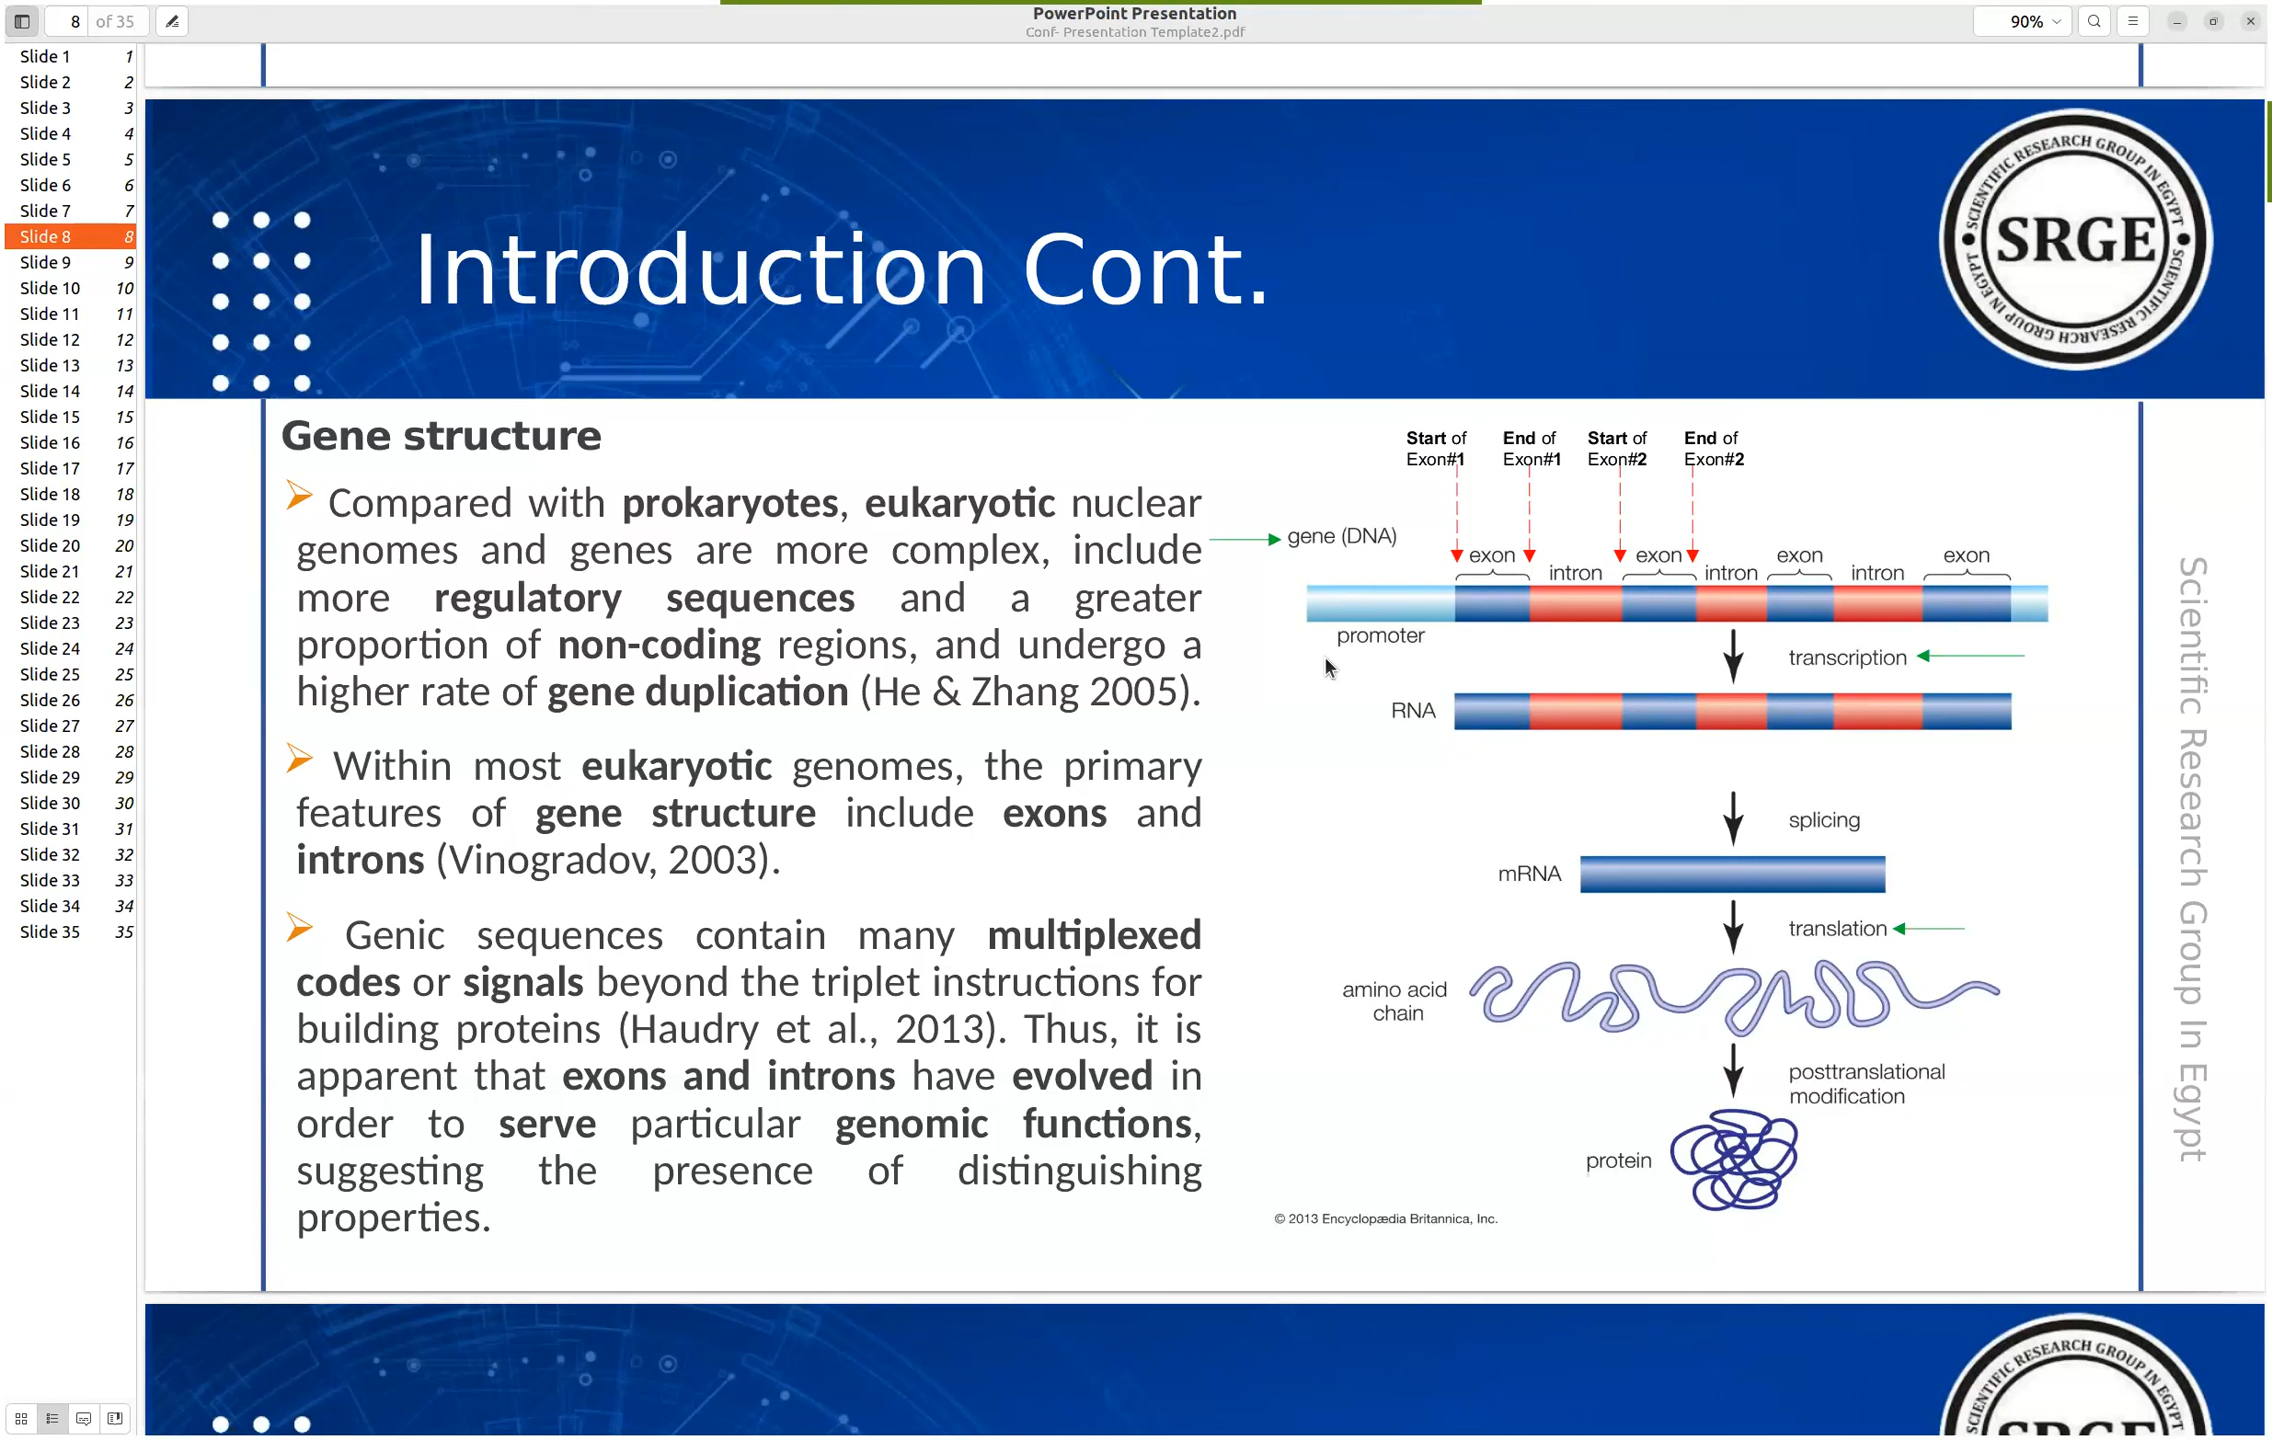 8 of 35
PowerPoint Presentation
Conf- Presentation Template2.pdf
90%
Slide 1 1
Slide 2 2
Slide 3 3
Slide 4 4
Slide 5 5
Slide 6 6
Slide 7 7
Slide 8 8
Slide 9 9
Slide 10 10
Slide 11 11
Slide 12 12
Slide 13 13
Slide 14 14
Slide 15 15
Slide 16 16
Slide 17 17
Slide 18 18
Slide 19 19
Slide 20 20
Slide 21 21
Slide 22 22
Slide 23 23
Slide 24 24
Slide 25 25
Slide 26 26
Slide 27 27
Slide 28 28
Slide 29 29
Slide 30 30
Slide 31 31
Slide 32 32
Slide 33 33
Slide 34 34
Slide 35 35
Introduction Cont.
SCIENTIFIC RESEARCH GROUP IN EGYPT
SRGE
SCIENTIFIC RESEARCH GROUP IN EGYPT
Gene structure
Compared with prokaryotes, eukaryotic nuclear
genomes and genes are more complex, include
more regulatory sequences and a greater
proportion of non-coding regions, and undergo a
higher rate of gene duplication (He & Zhang 2005).
Within most eukaryotic genomes, the primary
features of gene structure include exons and
introns (Vinogradov, 2003).
Genic sequences contain many multiplexed
codes or signals beyond the triplet instructions for
building proteins (Haudry et al., 2013). Thus, it is
apparent that exons and introns have evolved in
order to serve particular genomic functions,
suggesting the presence of distinguishing
properties.
Start of End of Start of End of
Exon#1 Exon#1 Exon#2 Exon#2
gene (DNA)
exon exon exon exon
intron intron intron
promoter
transcription
RNA
splicing
mRNA
translation
amino acid
chain
posttranslational
modification
protein
© 2013 Encyclopædia Britannica, Inc.
Scientific Research Group In Egypt
SCIENTIFIC RESEARCH GROUP IN EGYPT
SRGE